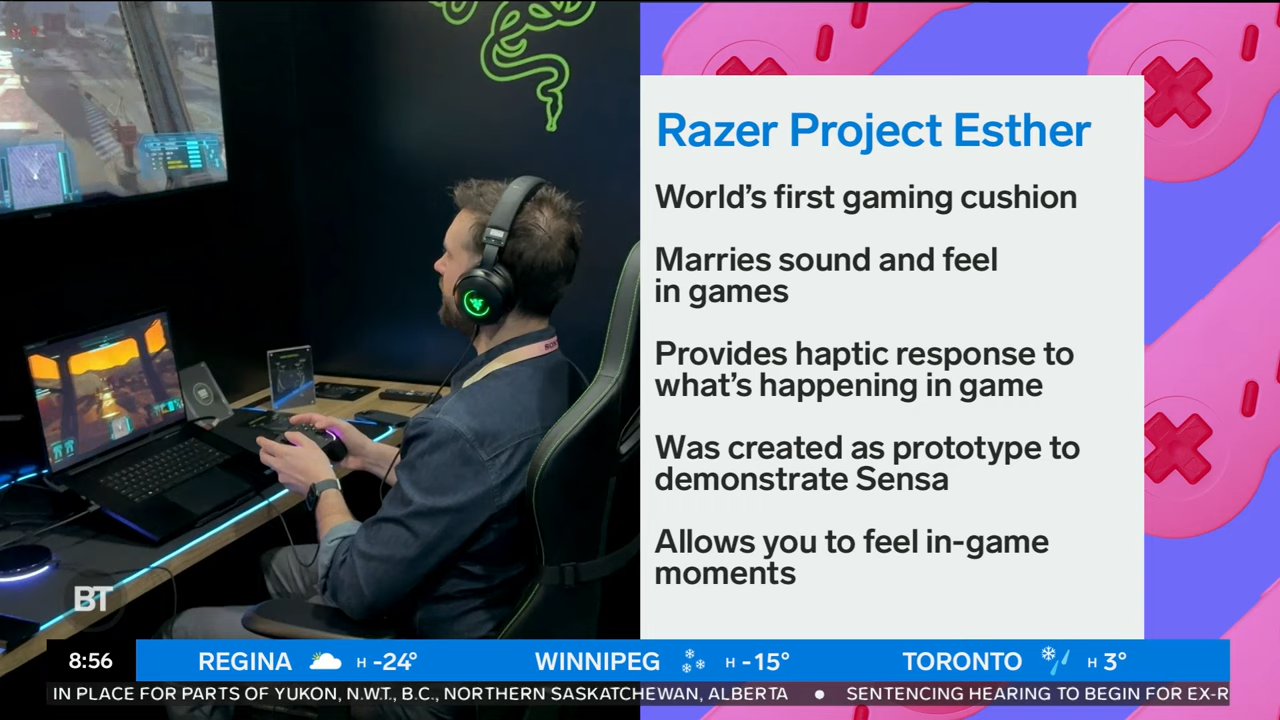 Razer Project Esther
World's first gaming cushion
Marries sound and feel
in games
Provides haptic response to
what's happening in game
Was created as prototype to
demonstrate Sensa
Allows you to feel in-game
moments
BT
8:56
REGINA H -24°
WINNIPEG H -15°
TORONTO H 3°
IN PLACE FOR PARTS OF YUKON, N.W.T., B.C., NORTHERN SASKATCHEWAN, ALBERTA ● SENTENCING HEARING TO BEGIN FOR EX-R